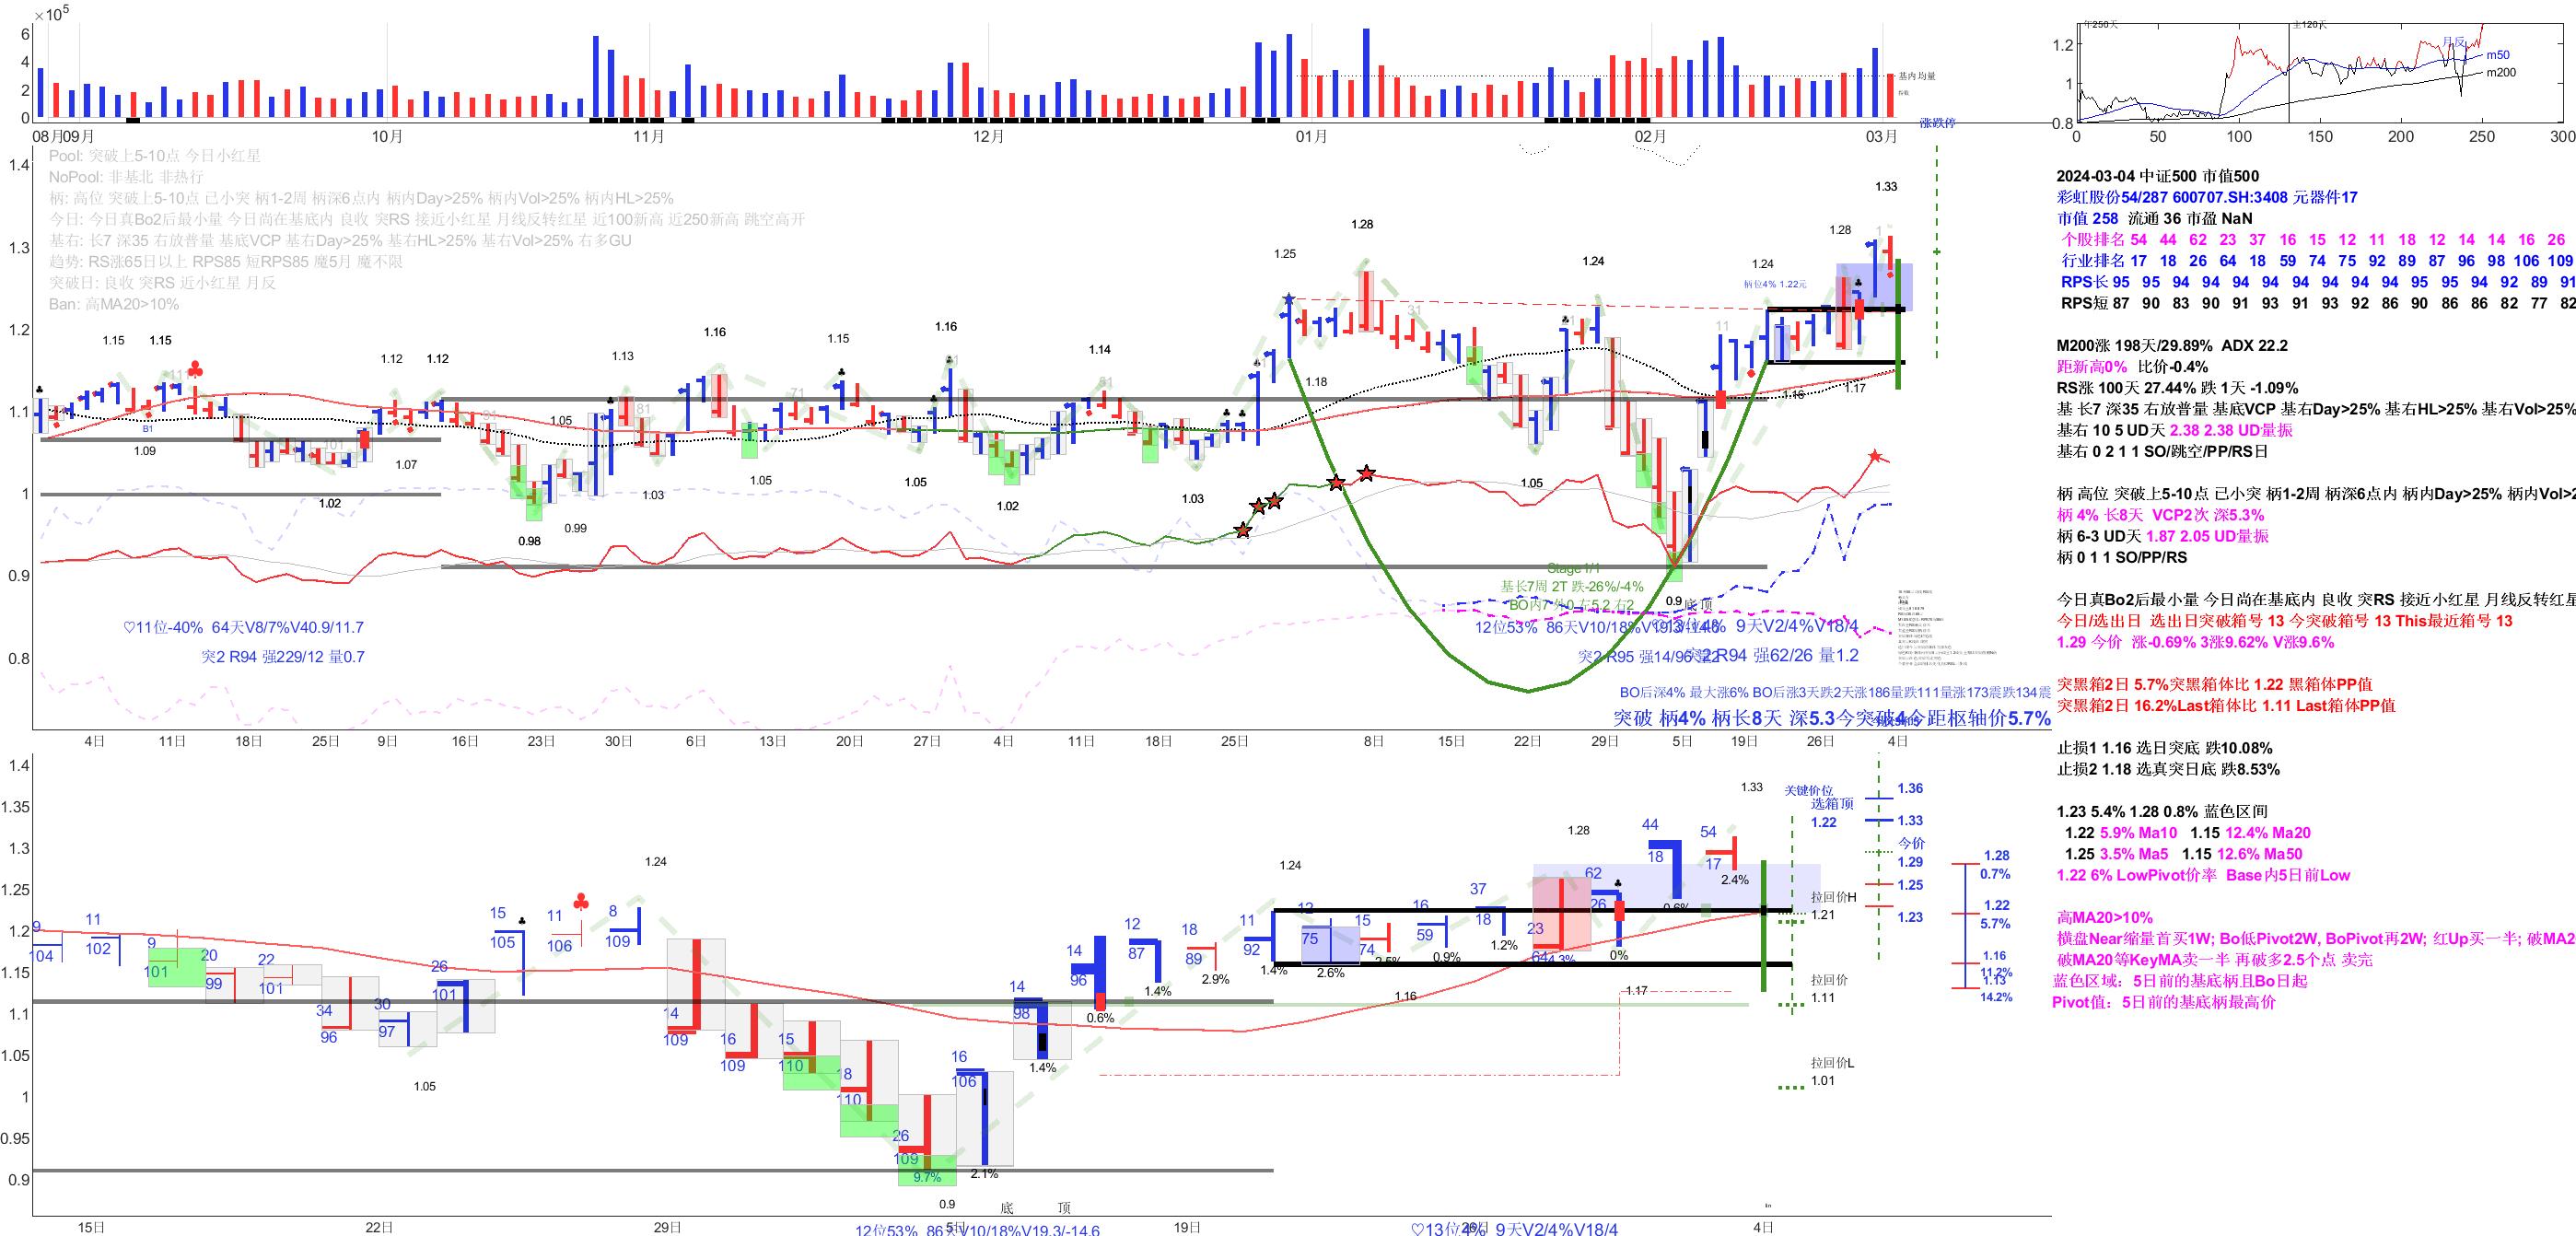 ×10⁵
6
4
2
0
基内 均量
08月 09月 10月 11月 12月 01月 02月 03月
涨跌停
年250天 主120天
月反
m50
m200
1.2
1
0.8
0 50 100 150 200 250 300
Pool: 突破上5-10点 今日小红星
NoPool: 非基北 非热行
柄: 高位 突破上5-10点 己小突 柄1-2周 柄深6点内 柄内Day>25% 柄内Vol>25% 柄内HL>25%
今日: 今日真Bo2后最小量 今日尚在基底内 良收 突RS 接近小红星 月线反转红星 近100新高 近250新高 跳空高开
基右: 长7 深35 右放普量 基底VCP 基右Day>25% 基右HL>25% 基右Vol>25% 右多GU
趋势: RS涨65日以上 RPS85 短RPS85 魔5月 魔不限
突破日: 良收 突RS 近小红星 月反
Ban: 高MA20>10%
1.4
1.3
1.2
1.1
1
0.9
0.8
1.15 1.15 1.12 1.12 1.13 1.16 1.15 1.16 1.14 1.25 1.28 1.24 1.24 1.28 1.33
柄位4% 1.22元
B1
1.09 1.02 1.07 0.98 0.99 1.05 1.03 1.05 1.05 1.02 1.03 1.18 1.05 0.9 1.16 1.17
Stage 1/1
基长7周 2T 跌-26%/-4%
BO内7 外0 左5.2 右2
底 顶
♡11位-40% 64天V8/7%V40.9/11.7
突2 R94 强229/12 量0.7
12位53% 86天V10/18%V19.3/-14.6
♡13位4% 9天V2/4%V18/4
突2 R95 强14/96 量2
突2 R94 强62/26 量1.2
BO后深4% 最大涨6% BO后涨3天跌2天涨186量跌111量涨173震跌134震
突破 柄4% 柄长8天 深5.3今突破4今距枢轴价5.7%
4日 11日 18日 25日 9日 16日 23日 30日 6日 13日 20日 27日 4日 11日 18日 25日 8日 15日 22日 29日 5日 19日 26日 4日
2024-03-04 中证500 市值500
彩虹股份54/287 600707.SH:3408 元器件17
市值 258 流通 36 市盈 NaN
个股排名 54 44 62 23 37 16 15 12 11 18 12 14 14 16 26
行业排名 17 18 26 64 18 59 74 75 92 89 87 96 98 106 109
RPS长 95 95 94 94 94 94 94 94 94 94 95 95 94 92 89 91
RPS短 87 90 83 90 91 93 91 93 92 86 90 86 86 82 77 82
M200涨 198天/29.89% ADX 22.2
距新高0% 比价-0.4%
RS涨 100天 27.44% 跌 1天 -1.09%
基 长7 深35 右放普量 基底VCP 基右Day>25% 基右HL>25% 基右Vol>25%
基右 10 5 UD天 2.38 2.38 UD量振
基右 0 2 1 1 SO/跳空/PP/RS日
柄 高位 突破上5-10点 己小突 柄1-2周 柄深6点内 柄内Day>25% 柄内Vol>2
柄 4% 长8天 VCP2次 深5.3%
柄 6-3 UD天 1.87 2.05 UD量振
柄 0 1 1 SO/PP/RS
今日真Bo2后最小量 今日尚在基底内 良收 突RS 接近小红星 月线反转红星
今日/选出日 选出日突破箱号 13 今突破箱号 13 This最近箱号 13
1.29 今价 涨-0.69% 3涨9.62% V涨9.6%
突黑箱2日 5.7%突黑箱体比 1.22 黑箱体PP值
突黑箱2日 16.2%Last箱体比 1.11 Last箱体PP值
止损1 1.16 选日突底 跌10.08%
止损2 1.18 选真突日底 跌8.53%
1.23 5.4% 1.28 0.8% 蓝色区间
1.22 5.9% Ma10 1.15 12.4% Ma20
1.25 3.5% Ma5 1.15 12.6% Ma50
1.22 6% LowPivot价率 Base内5日前Low
高MA20>10%
横盘Near缩量首买1W; Bo低Pivot2W, BoPivot再2W; 红Up买一半; 破MA2
破MA20等KeyMA卖一半 再破多2.5个点 卖完
蓝色区域: 5日前的基底柄且Bo日起
Pivot值: 5日前的基底柄最高价
1.4
1.35
1.3
1.25
1.2
1.15
1.1
1.05
1
0.95
0.9
9 11 9 20 22 34 30 26 15 11 8 14 16 15 18 26 16 14 14 12 18 11 12 15 16 37 23 62 44 54
104 102 101 99 101 96 97 101 105 106 109 109 109 110 110 109 106 98 96 87 89 92 75 74 59 18 64 26 18 17
9.7% 2.1% 1.4% 0.6% 1.4% 2.9% 1.4% 2.6% 2.5% 0.9% 1.2% 4.3% 0% 0.6% 2.4%
1.24 1.05 0.9 1.24 1.16 1.28 1.17 1.33
底 顶
关键价位
选箱顶
1.22
拉回价H
1.21
拉回价
1.11
拉回价L
1.01
1.36
1.33
今价
1.29
1.25
1.23
1.28
0.7%
1.22
5.7%
1.16
11.2%
1.13
14.2%
15日 22日 29日 5日 19日 26日 4日
12位53% 86天V10/18%V19.3/-14.6
♡13位4% 9天V2/4%V18/4